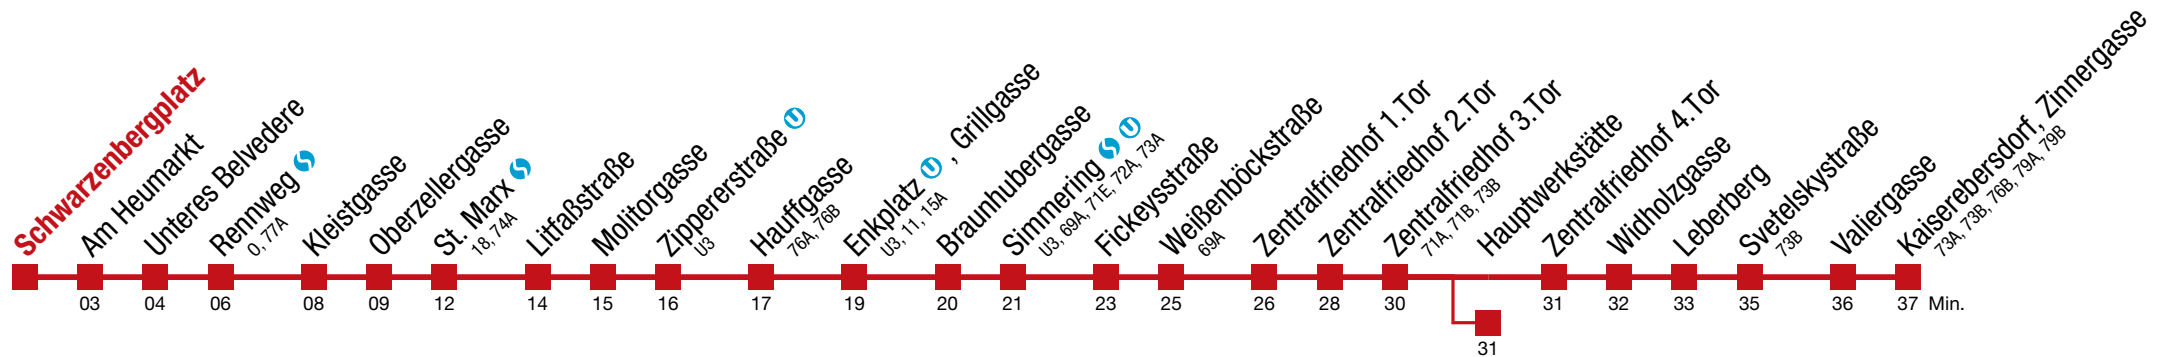 Schwarzenbergplatz
Am Heumarkt
03
Unteres Belvedere
04
Rennweg
0, 77A
06
Kleistgasse
08
Oberzellergasse
09
St. Marx
18, 74A
12
Litfaßstraße
14
Molitorgasse
15
Zippererstraße U
U3
16
Hauffgasse
76A, 76B
17
Enkplatz U , Grillgasse
U3, 11, 15A
19
Braunhubergasse
20
Simmering U
U3, 69A, 71E, 72A, 73A
21
Fickeysstraße
23
Weißenböckstraße
69A
25
Zentralfriedhof 1.Tor
26
Zentralfriedhof 2.Tor
28
Zentralfriedhof 3.Tor
71A, 71B, 73B
30
Hauptwerkstätte
31
Zentralfriedhof 4.Tor
31
Widholzgasse
32
Leberberg
33
Svetelskystraße
73B
35
Valiergasse
36
Kaiserebersdorf, Zinnergasse
73A, 73B, 76B, 79A, 79B
37 Min.